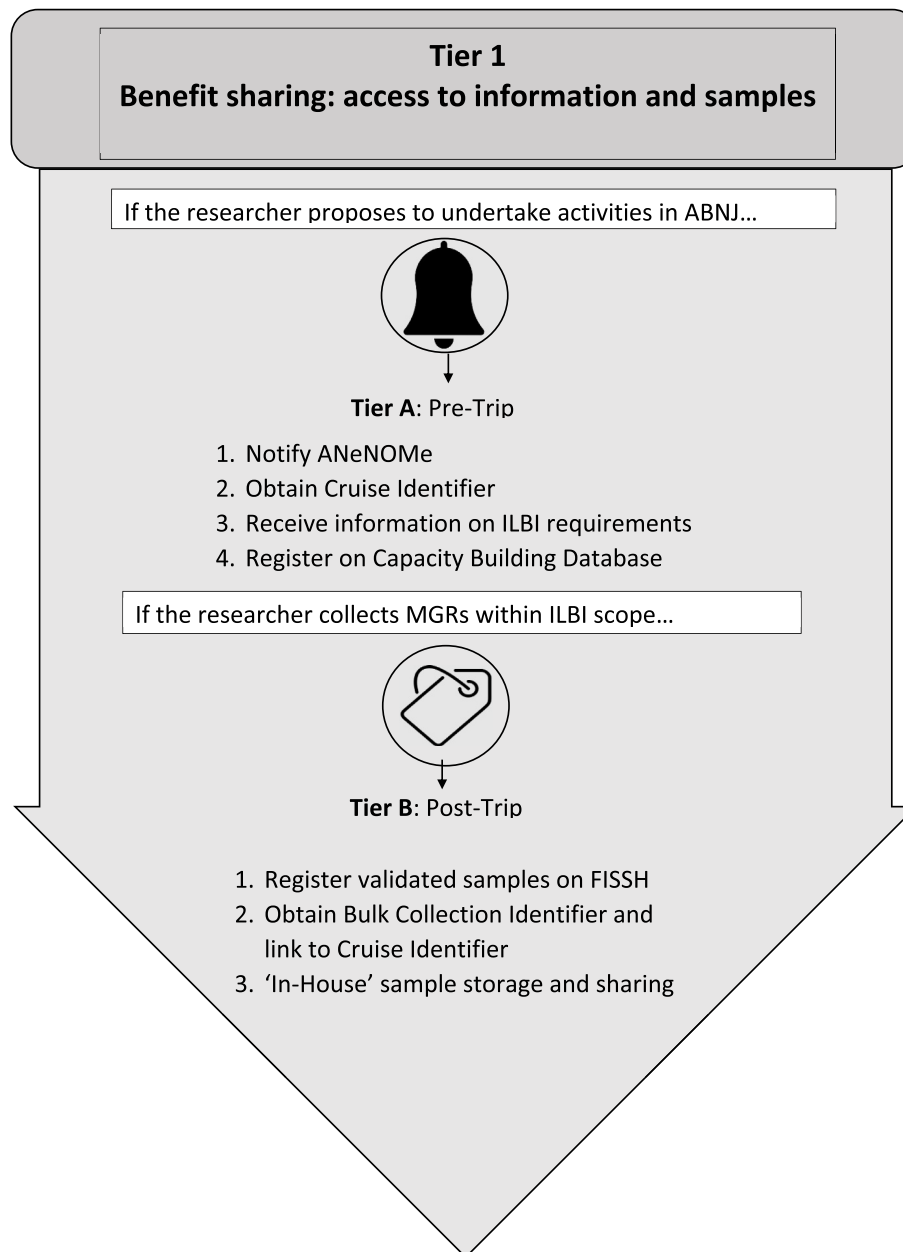 Tier 1
Benefit sharing: access to information and samples
If the researcher proposes to undertake activities in ABNJ…
Tier A: Pre-Trip
1. Notify ANeNOMe
2. Obtain Cruise Identifier
3. Receive information on ILBI requirements
4. Register on Capacity Building Database
If the researcher collects MGRs within ILBI scope…
Tier B: Post-Trip
1. Register validated samples on FISSH
2. Obtain Bulk Collection Identifier and
link to Cruise Identifier
3. ‘In-House’ sample storage and sharing